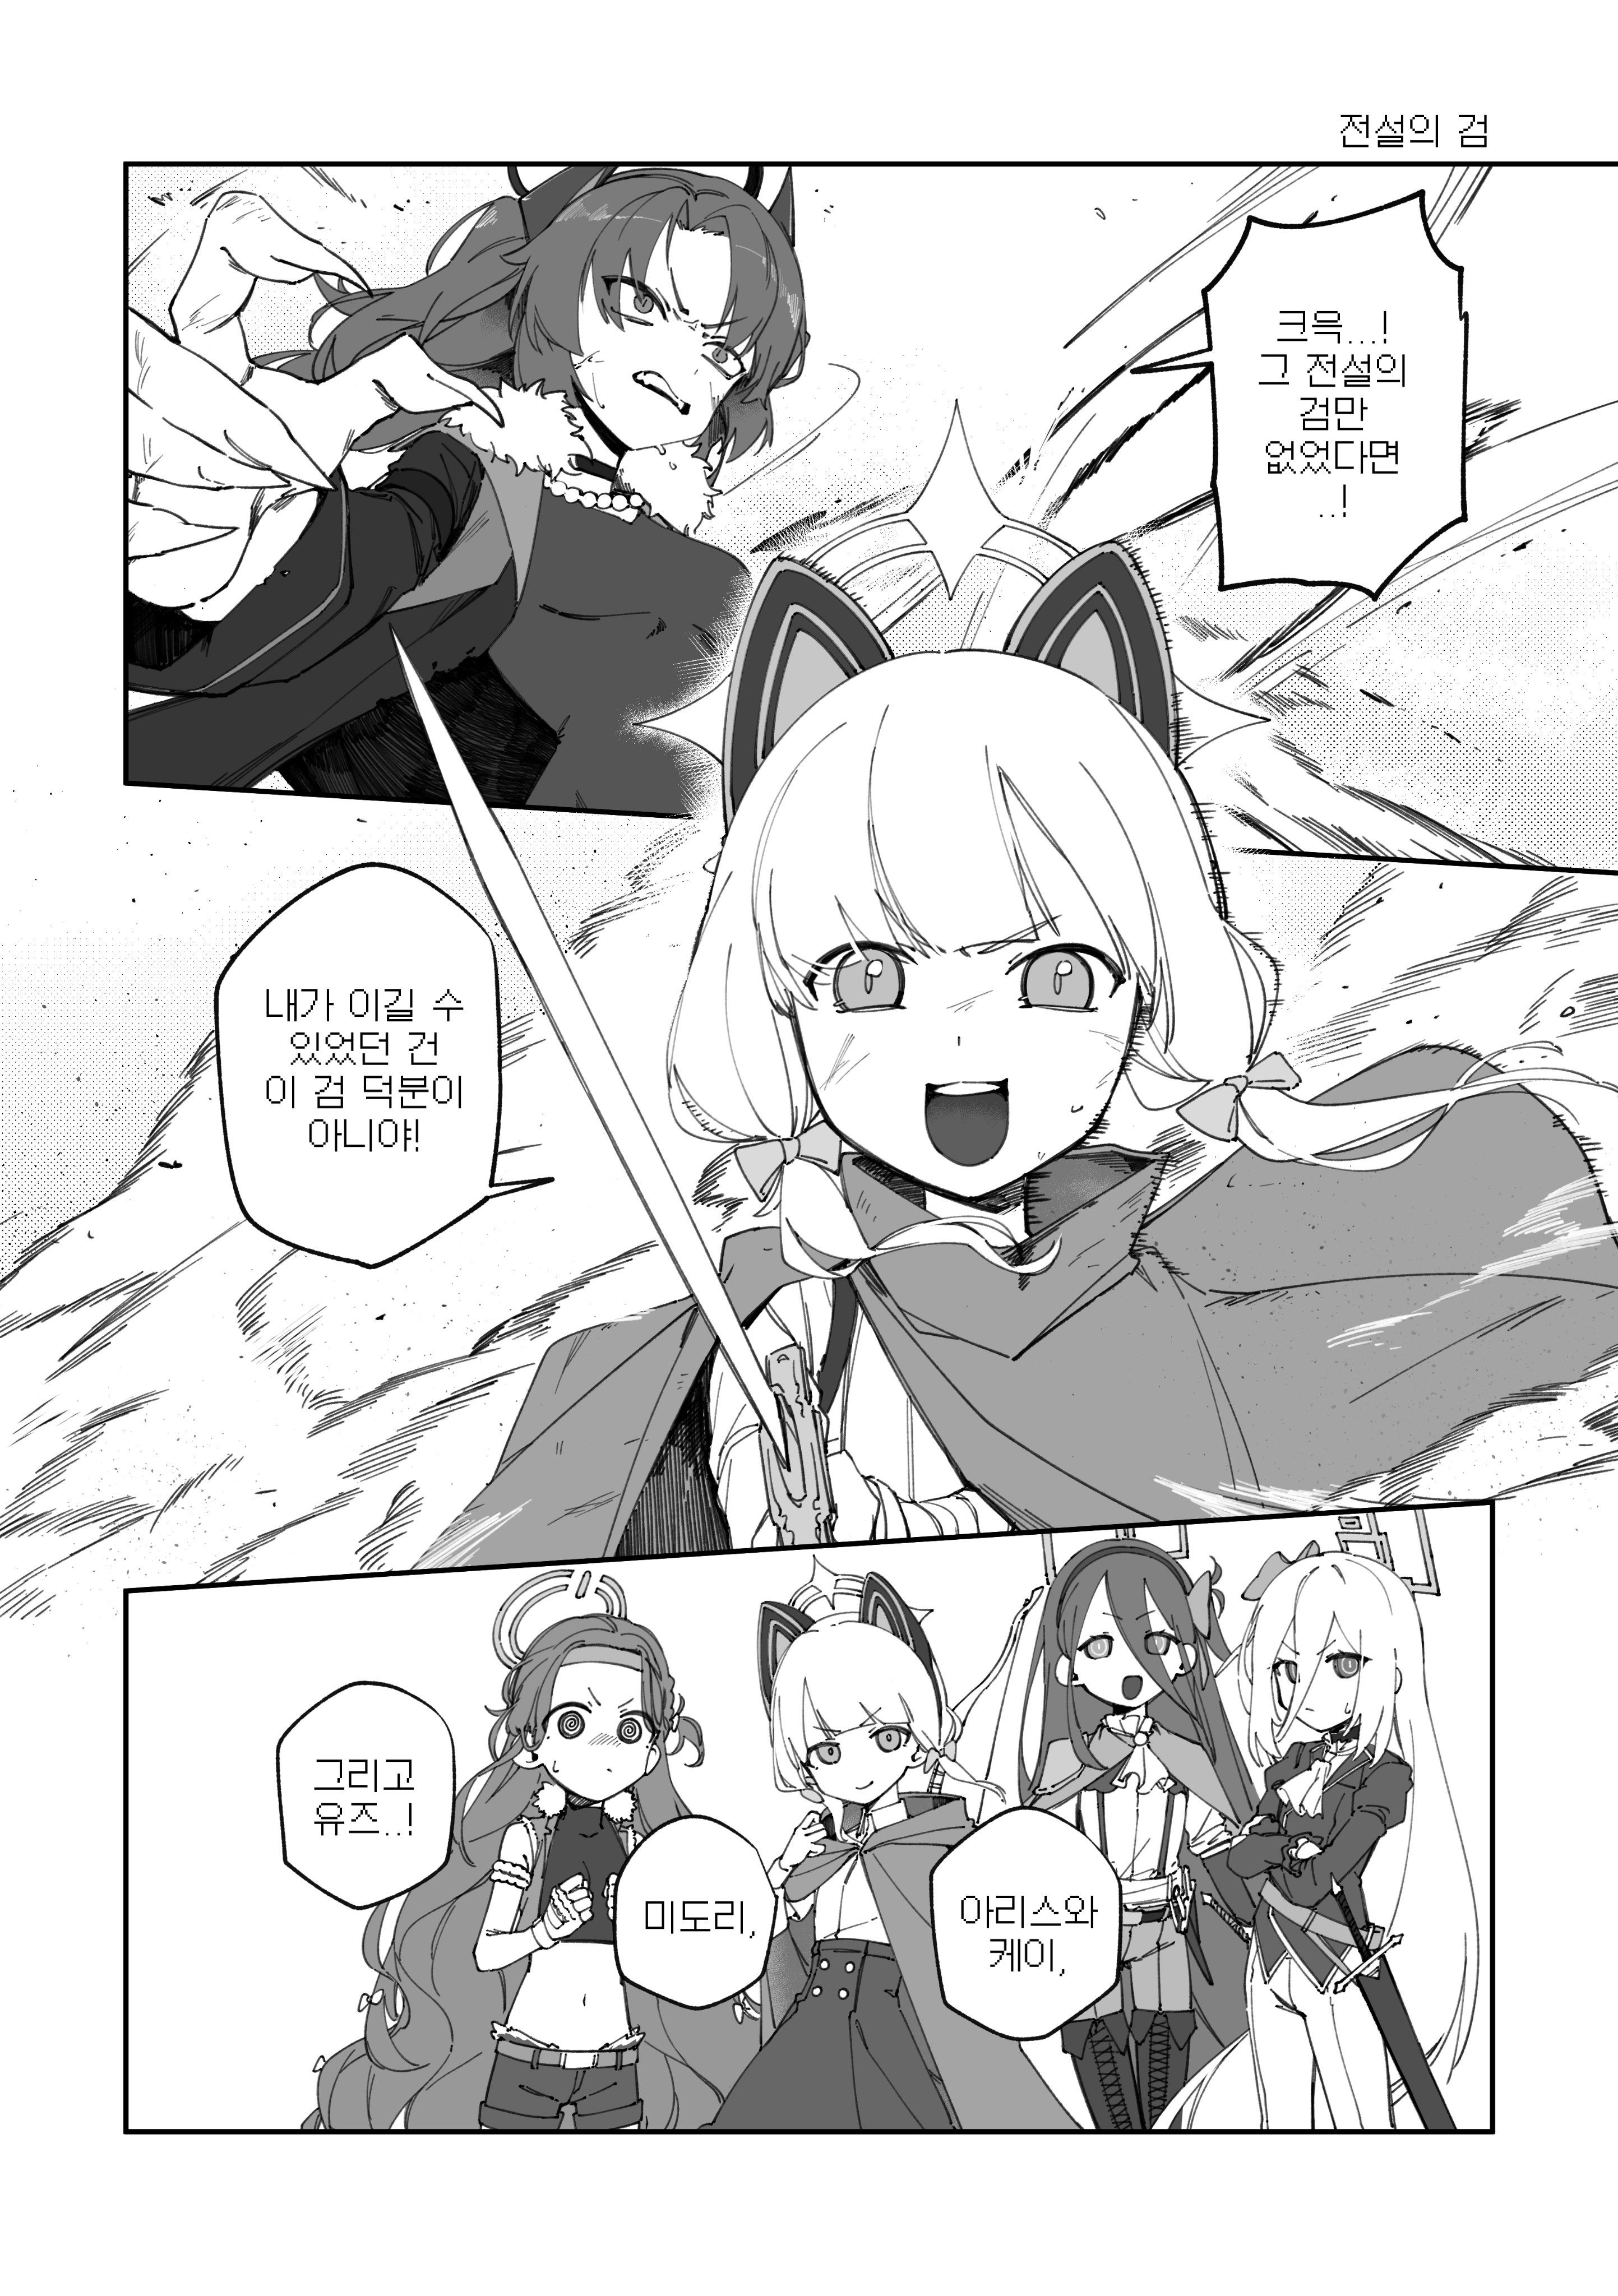 전설의 검
크윽...!
그 전설의
검만
없었다면
..!
내가 이길 수
있었던 건
이 검 덕분이
아니야!
아리스와
케이,
미도리,
그리고
유즈..!